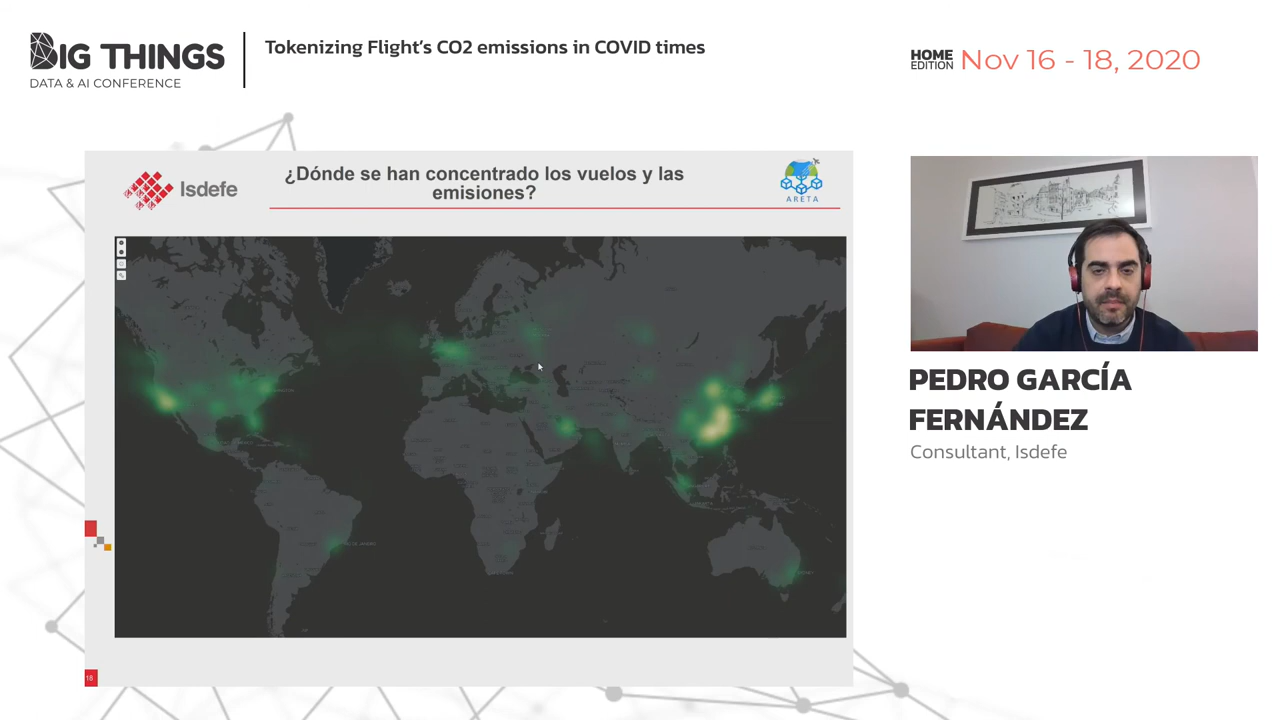 BIG THINGS
DATA & AI CONFERENCE
Tokenizing Flight's CO2 emissions in COVID times
HOME
EDITION
Nov 16 - 18, 2020
Isdefe
¿Dónde se han concentrado los vuelos y las
emisiones?
ARETA
PEDRO GARCÍA
FERNÁNDEZ
Consultant, Isdefe
18